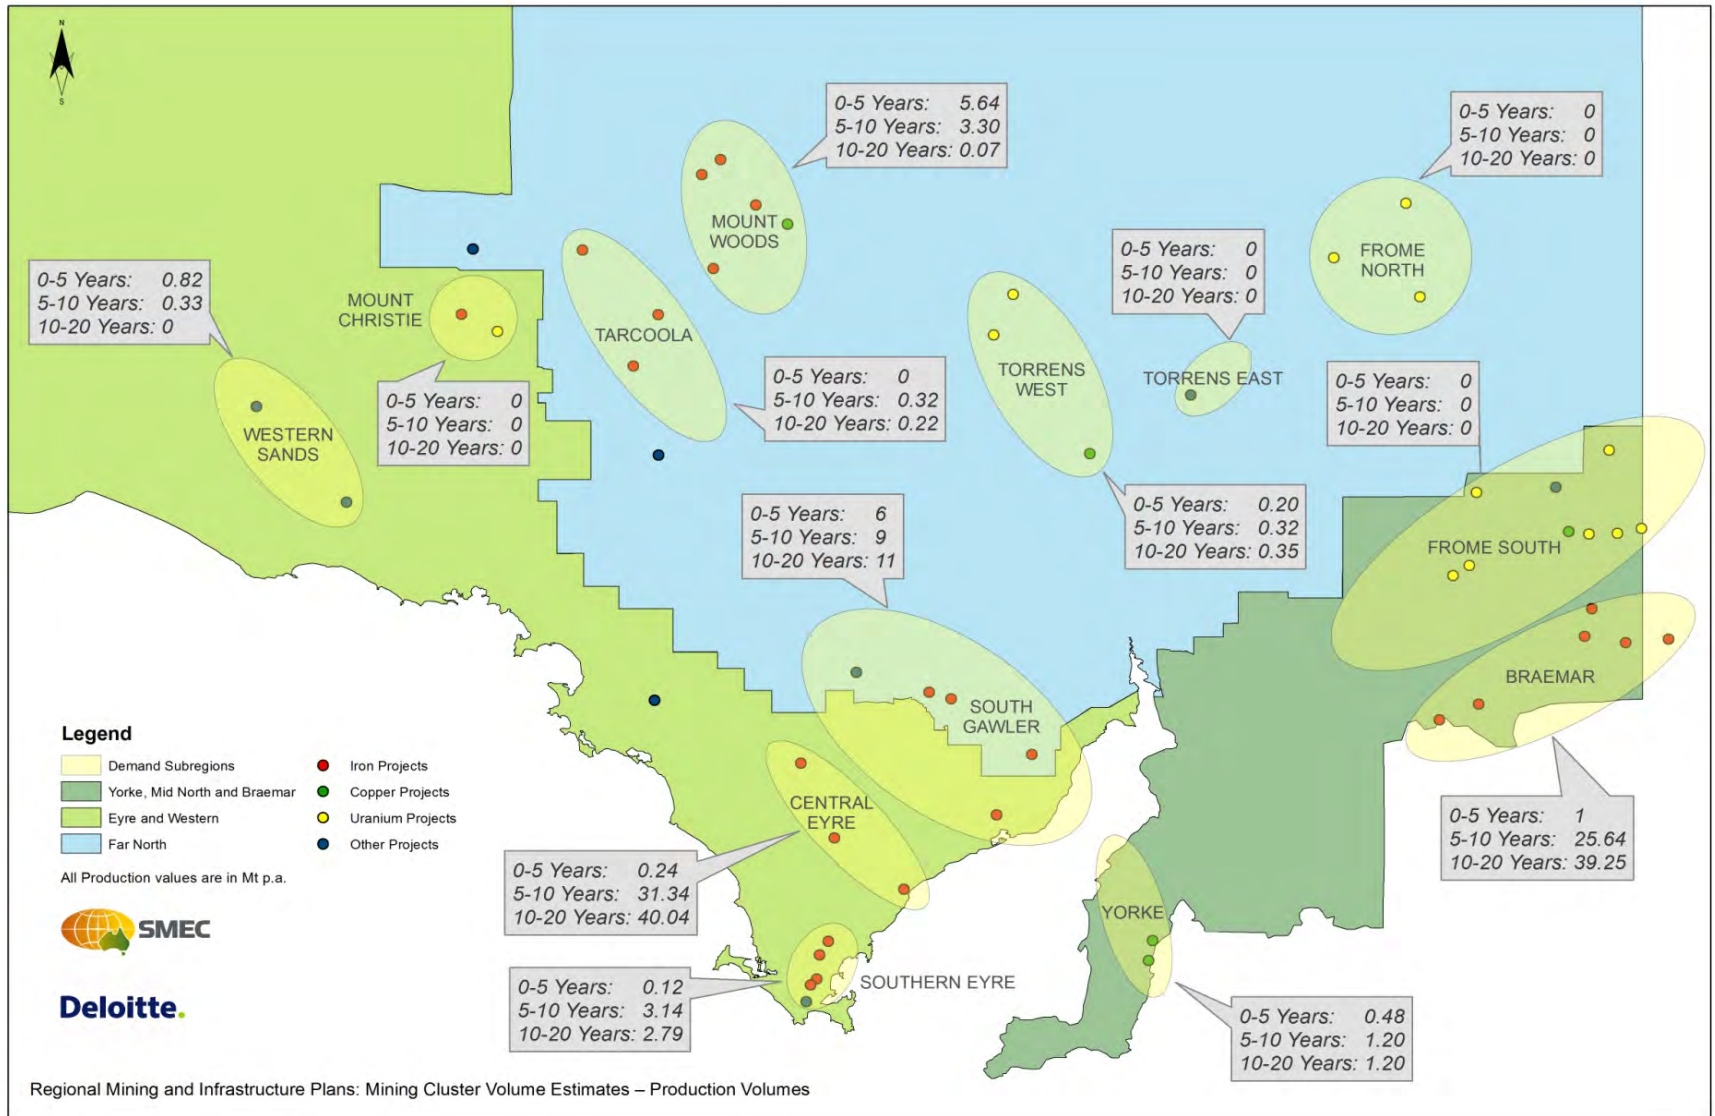 N
S
0-5 Years: 5.64
5-10 Years: 3.30
10-20 Years: 0.07
0-5 Years: 0
5-10 Years: 0
10-20 Years: 0
MOUNT
WOODS
0-5 Years: 0
5-10 Years: 0
10-20 Years: 0
FROME
NORTH
0-5 Years: 0.82
5-10 Years: 0.33
10-20 Years: 0
MOUNT
CHRISTIE
TARCOOLA
TORRENS
WEST
TORRENS EAST
0-5 Years: 0
5-10 Years: 0.32
10-20 Years: 0.22
0-5 Years: 0
5-10 Years: 0
10-20 Years: 0
0-5 Years: 0
5-10 Years: 0
10-20 Years: 0
WESTERN
SANDS
0-5 Years: 6
5-10 Years: 9
10-20 Years: 11
0-5 Years: 0.20
5-10 Years: 0.32
10-20 Years: 0.35
FROME SOUTH
BRAEMAR
SOUTH
GAWLER
Legend
Demand Subregions
Yorke, Mid North and Braemar
Eyre and Western
Far North
Iron Projects
Copper Projects
Uranium Projects
Other Projects
All Production values are in Mt p.a.
CENTRAL
EYRE
0-5 Years: 1
5-10 Years: 25.64
10-20 Years: 39.25
0-5 Years: 0.24
5-10 Years: 31.34
10-20 Years: 40.04
YORKE
SMEC
SOUTHERN EYRE
0-5 Years: 0.12
5-10 Years: 3.14
10-20 Years: 2.79
Deloitte.
0-5 Years: 0.48
5-10 Years: 1.20
10-20 Years: 1.20
Regional Mining and Infrastructure Plans: Mining Cluster Volume Estimates – Production Volumes